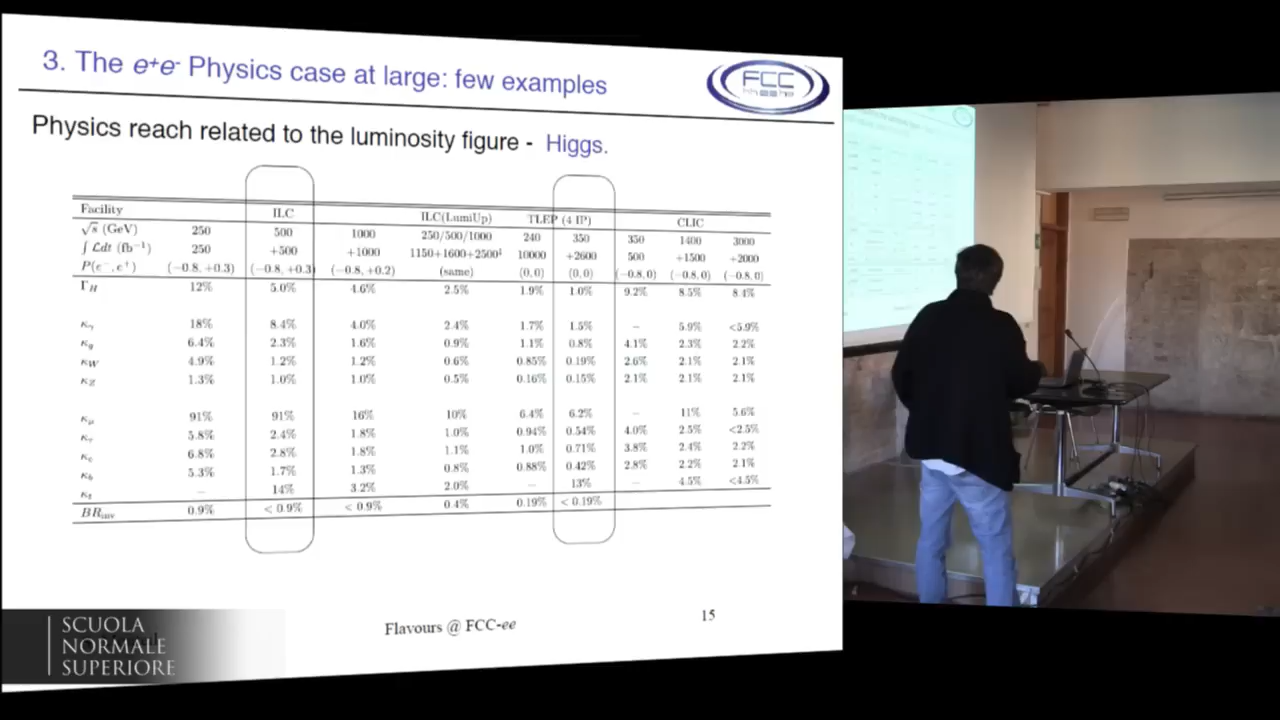 3. The e+e- Physics case at large: few examples
FCC
Physics reach related to the luminosity figure - Higgs.
Facility ILC ILC(LumiUp) TLEP (4 IP) CLIC
√s (GeV) 250 500 1000 250/500/1000 240 350 350 1400 3000
∫ Ldt (fb⁻¹) 250 +500 +1000 1150+1600+2500‡ 10000 +2600 500 +1500 +2000
P(e⁻, e⁺) (−0.8, +0.3) (−0.8, +0.3) (−0.8, +0.2) (same) (0,0) (0,0) (−0.8,0) (−0.8,0) (−0.8,0)
Γ_H 12% 5.0% 4.6% 2.5% 1.9% 1.0% 9.2% 8.5% 8.4%
κ_γ 18% 8.4% 4.0% 2.4% 1.7% 1.5% – 5.9% <5.9%
κ_g 6.4% 2.3% 1.6% 0.9% 1.1% 0.8% 4.1% 2.3% 2.2%
κ_W 4.9% 1.2% 1.2% 0.6% 0.85% 0.19% 2.6% 2.1% 2.1%
κ_Z 1.3% 1.0% 1.0% 0.5% 0.16% 0.15% 2.1% 2.1% 2.1%
κ_μ 91% 91% 16% 10% 6.4% 6.2% – 11% 5.6%
κ_τ 5.8% 2.4% 1.8% 1.0% 0.94% 0.54% 4.0% 2.5% <2.5%
κ_c 6.8% 2.8% 1.8% 1.1% 1.0% 0.71% 3.8% 2.4% 2.2%
κ_b 5.3% 1.7% 1.3% 0.8% 0.88% 0.42% 2.8% 2.2% 2.1%
κ_t – 14% 3.2% 2.0% – 13% – 4.5% <4.5%
BR_inv 0.9% < 0.9% < 0.9% 0.4% 0.19% < 0.19%
Flavours @ FCC-ee
15
SCUOLA
NORMALE
SUPERIORE